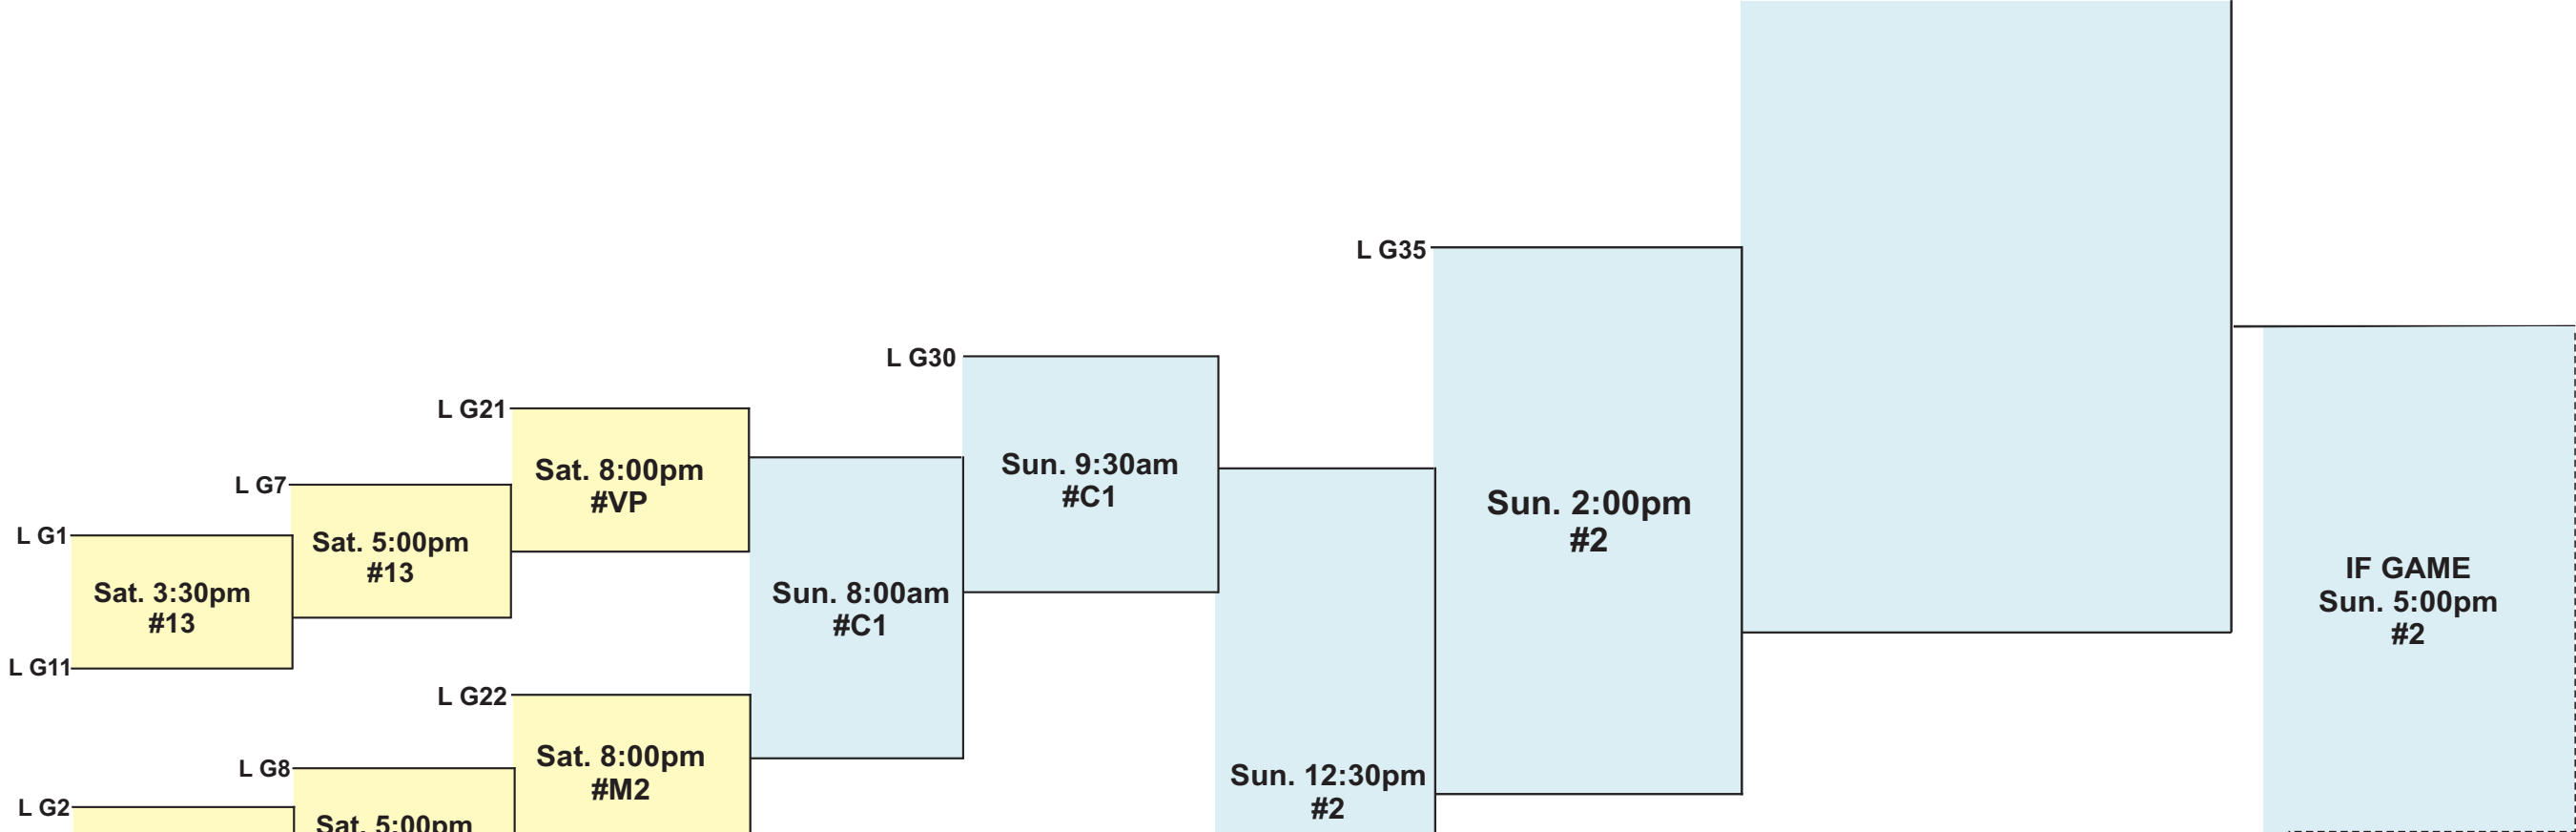 L G35
L G30
L G21
Sat. 8:00pm
#VP
Sun. 9:30am
#C1
L G7
Sun. 2:00pm
#2
L G1
Sat. 5:00pm
#13
IF GAME
Sun. 5:00pm
#2
Sat. 3:30pm
#13
Sun. 8:00am
#C1
L G11
L G22
Sat. 8:00pm
#M2
L G8
Sun. 12:30pm
#2
L G2
Sat. 5:00pm